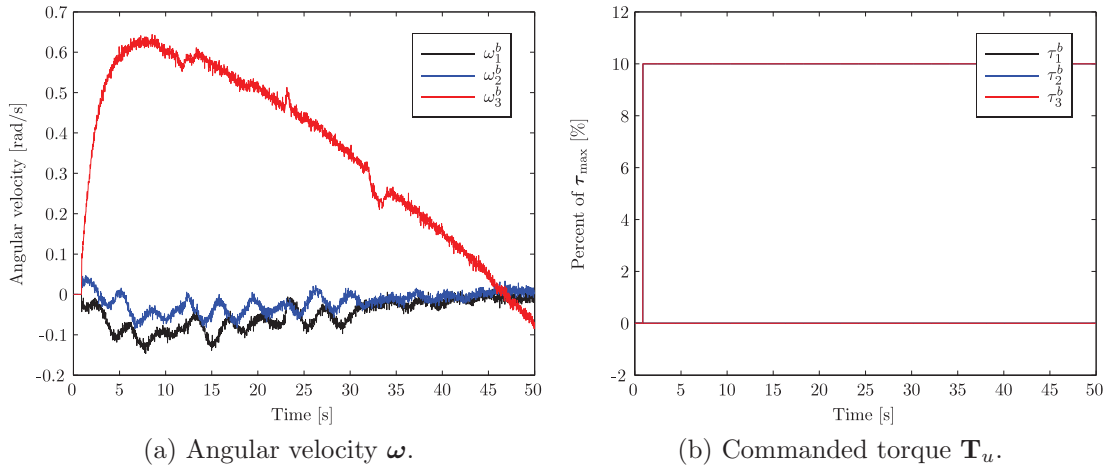 0.7
0.6
0.5
0.4
0.3
0.2
0.1
0
-0.1
-0.2
Angular velocity [rad/s]
ω₁ᵇ
ω₂ᵇ
ω₃ᵇ
0 5 10 15 20 25 30 35 40 45 50
Time [s]
(a) Angular velocity ω.
12
10
8
6
4
2
0
-2
Percent of τmax [%]
τ₁ᵇ
τ₂ᵇ
τ₃ᵇ
0 5 10 15 20 25 30 35 40 45 50
Time [s]
(b) Commanded torque Tᵤ.